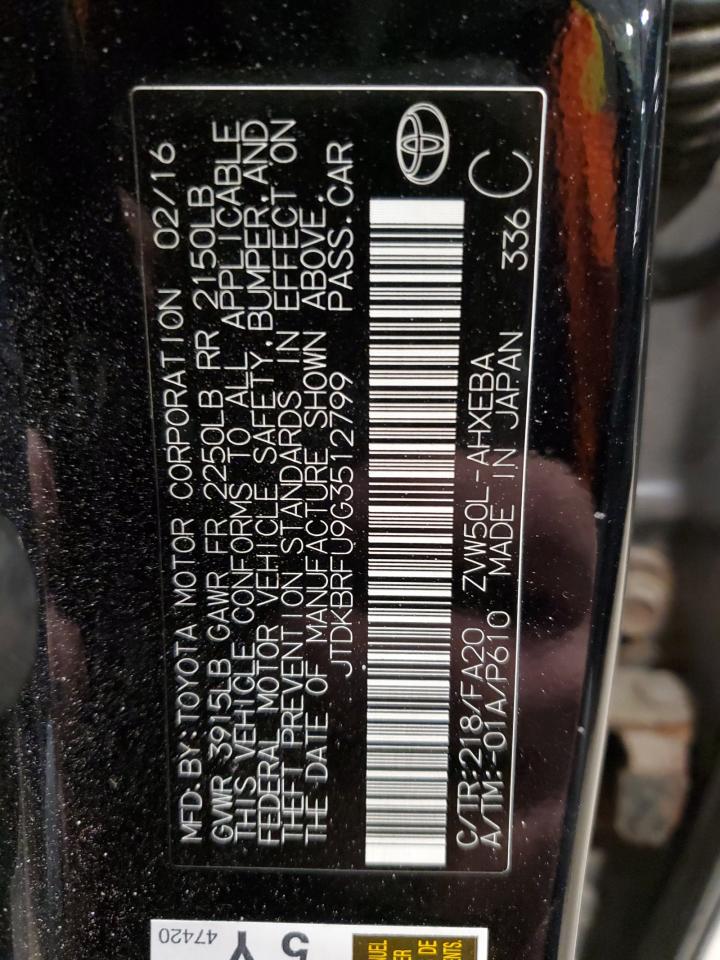 MFD. BY: TOYOTA MOTOR CORPORATION 02/16
GVWR 3915LB GAWR FR 2250LB RR 2150LB
THIS VEHICLE CONFORMS TO ALL APPLICABLE
FEDERAL MOTOR VEHICLE SAFETY, BUMPER, AND
THEFT PREVENTION STANDARDS IN EFFECT ON
THE DATE OF MANUFACTURE SHOWN ABOVE.
JTDKBRFU9G3512799 PASS. CAR
C/TR: 218/FA20 ZVW50L-AHXEBA
A/TM: -01A/P610 MADE IN JAPAN 336 C
47420
5Y
DE